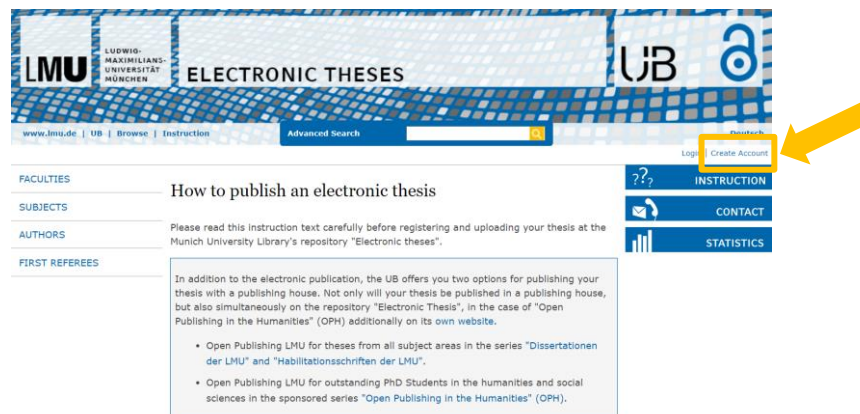 LMU
LUDWIG-
MAXIMILIANS-
UNIVERSITÄT
MÜNCHEN
ELECTRONIC THESES
UB
www.lmu.de | UB | Browse | Instruction
Advanced Search
Deutsch
Login | Create Account
FACULTIES
SUBJECTS
AUTHORS
FIRST REFEREES
How to publish an electronic thesis
Please read this instruction text carefully before registering and uploading your thesis at the
Munich University Library's repository "Electronic theses".
In addition to the electronic publication, the UB offers you two options for publishing your
thesis with a publishing house. Not only will your thesis be published in a publishing house,
but also simultaneously on the repository "Electronic Thesis", in the case of "Open
Publishing in the Humanities" (OPH) additionally on its own website.
• Open Publishing LMU for theses from all subject areas in the series "Dissertationen
der LMU" and "Habilitationsschriften der LMU".
• Open Publishing LMU for outstanding PhD Students in the humanities and social
sciences in the sponsored series "Open Publishing in the Humanities" (OPH).
??? INSTRUCTION
CONTACT
STATISTICS